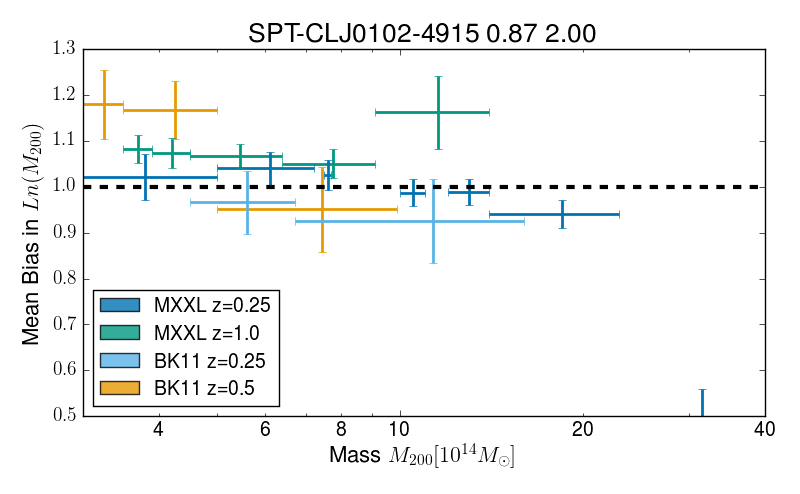 SPT-CLJ0102-4915 0.87 2.00
1.3
1.2
1.1
1.0
0.9
0.8
0.7
0.6
0.5
Mean Bias in Ln(M₂₀₀)
MXXL z=0.25
MXXL z=1.0
BK11 z=0.25
BK11 z=0.5
4 6 8 10 20 40
Mass M₂₀₀[10¹⁴M☉]